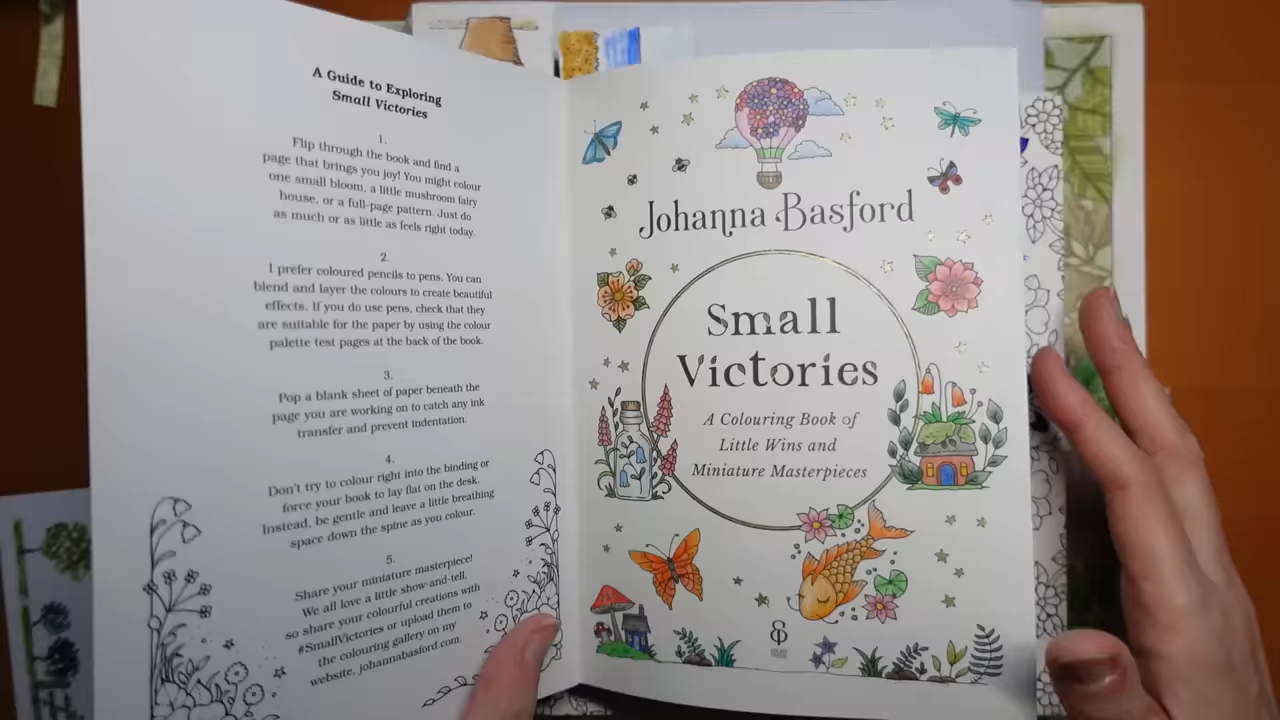 A Guide to Exploring
Small Victories
1.
Flip through the book and find a
page that brings you joy! You might colour
one small bloom, a little mushroom fairy
house, or a full-page pattern. Just do
as much or as little as feels right today.
2.
I prefer coloured pencils to pens. You can
blend and layer the colours to create beautiful
effects. If you do use pens, check that they
are suitable for the paper by using the colour
palette test pages at the back of the book.
3.
Pop a blank sheet of paper beneath the
page you are working on to catch any ink
transfer and prevent indentation.
4.
Don't try to colour right into the binding or
force your book to lay flat on the desk.
Instead, be gentle and leave a little breathing
space down the spine as you colour.
5.
Share your miniature masterpiece!
We all love a little show-and-tell,
so share your colourful creations with
#SmallVictories or upload them to
the colouring gallery on my
website, johannabasford.com.
Johanna Basford
Small
Victories
A Colouring Book of
Little Wins and
Miniature Masterpieces